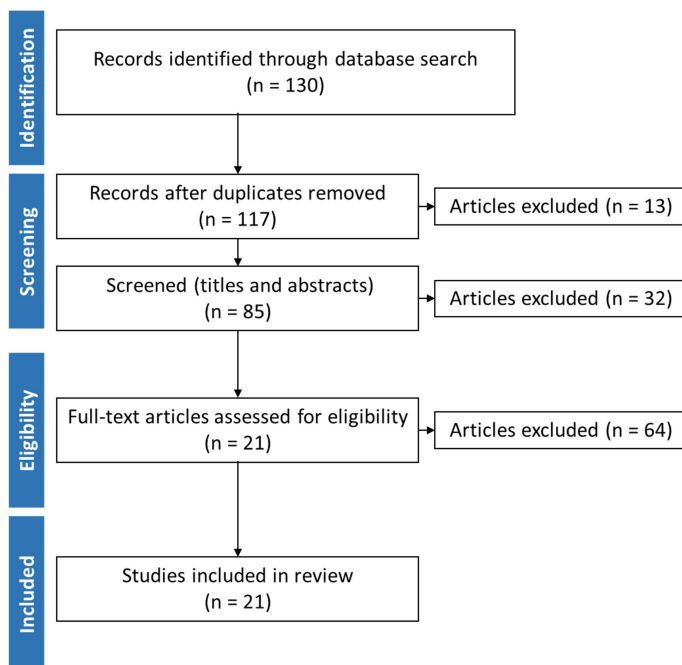 Identification
Records identified through database search
(n = 130)
Screening
Records after duplicates removed
(n = 117)
Articles excluded (n = 13)
Screened (titles and abstracts)
(n = 85)
Articles excluded (n = 32)
Eligibility
Full-text articles assessed for eligibility
(n = 21)
Articles excluded (n = 64)
Included
Studies included in review
(n = 21)